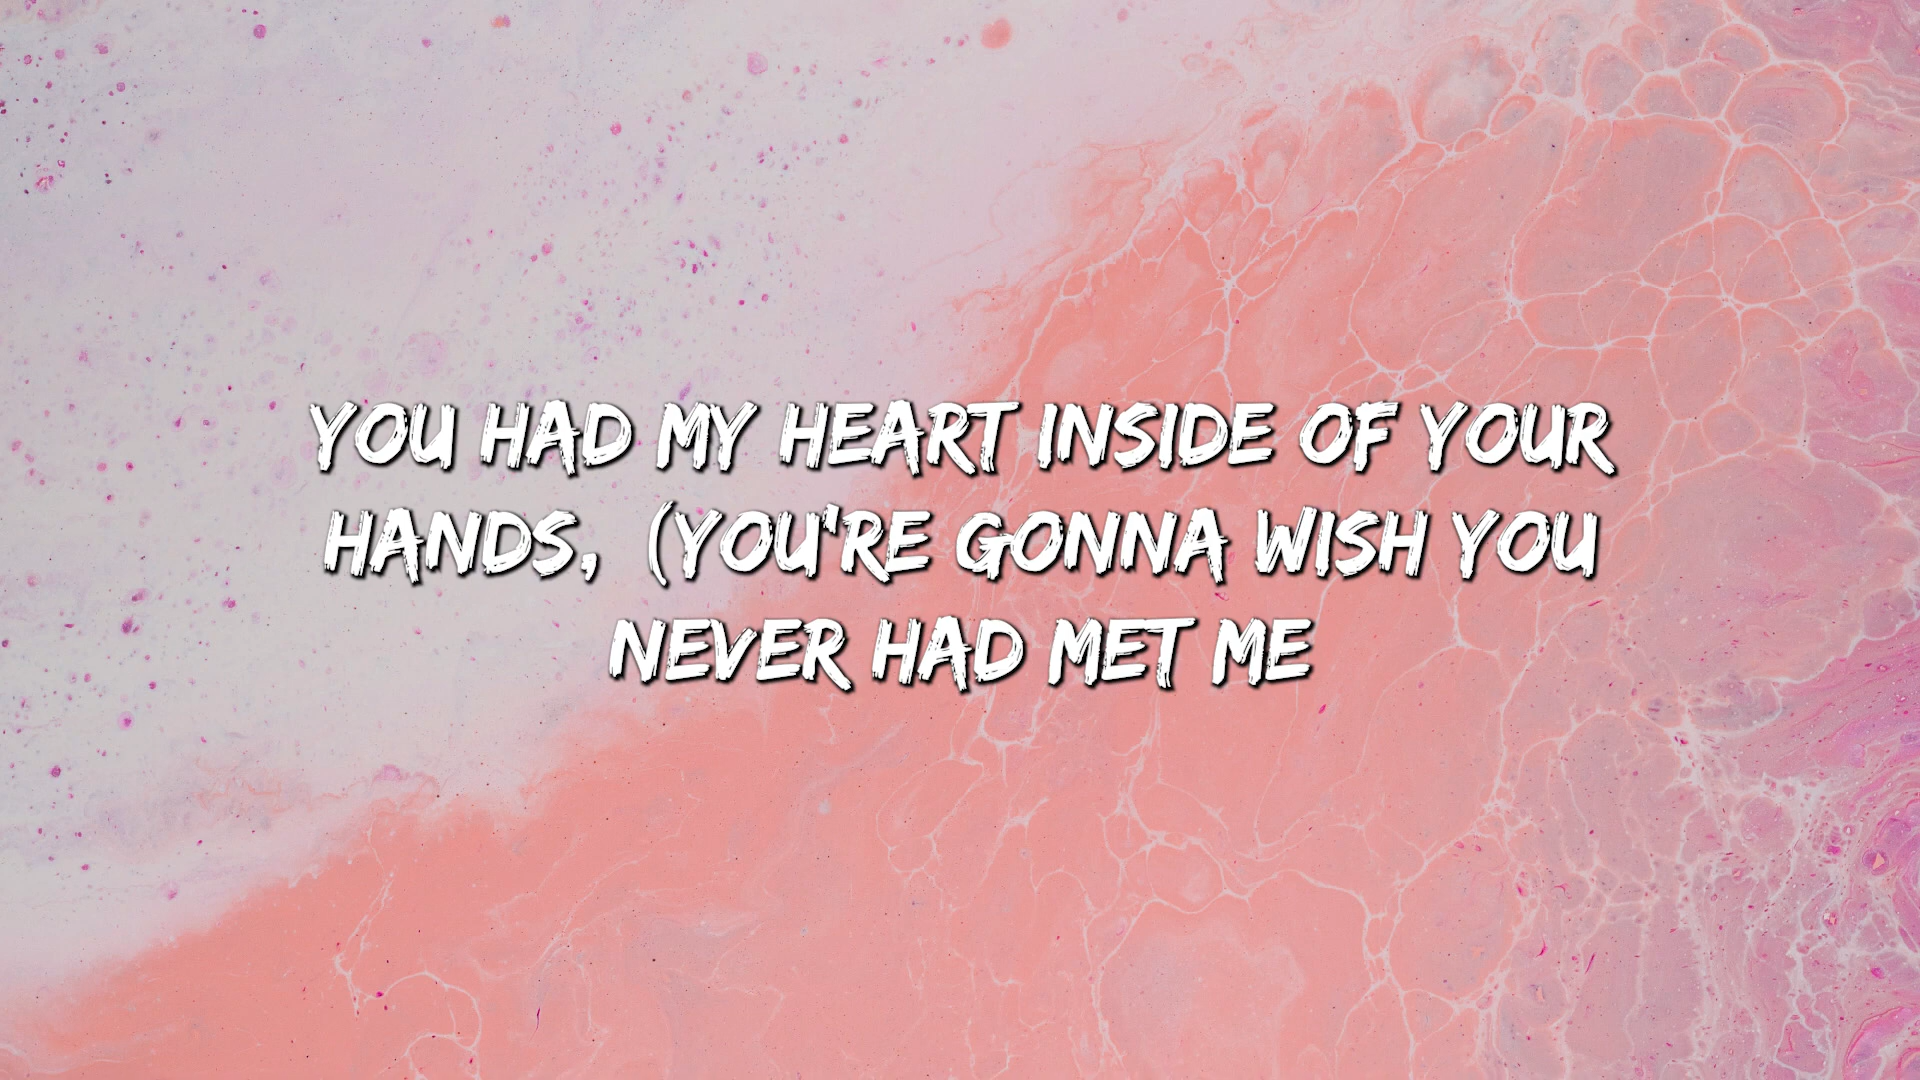 YOU HAD MY HEART INSIDE OF YOUR
HANDS, (YOU'RE GONNA WISH YOU
NEVER HAD MET ME